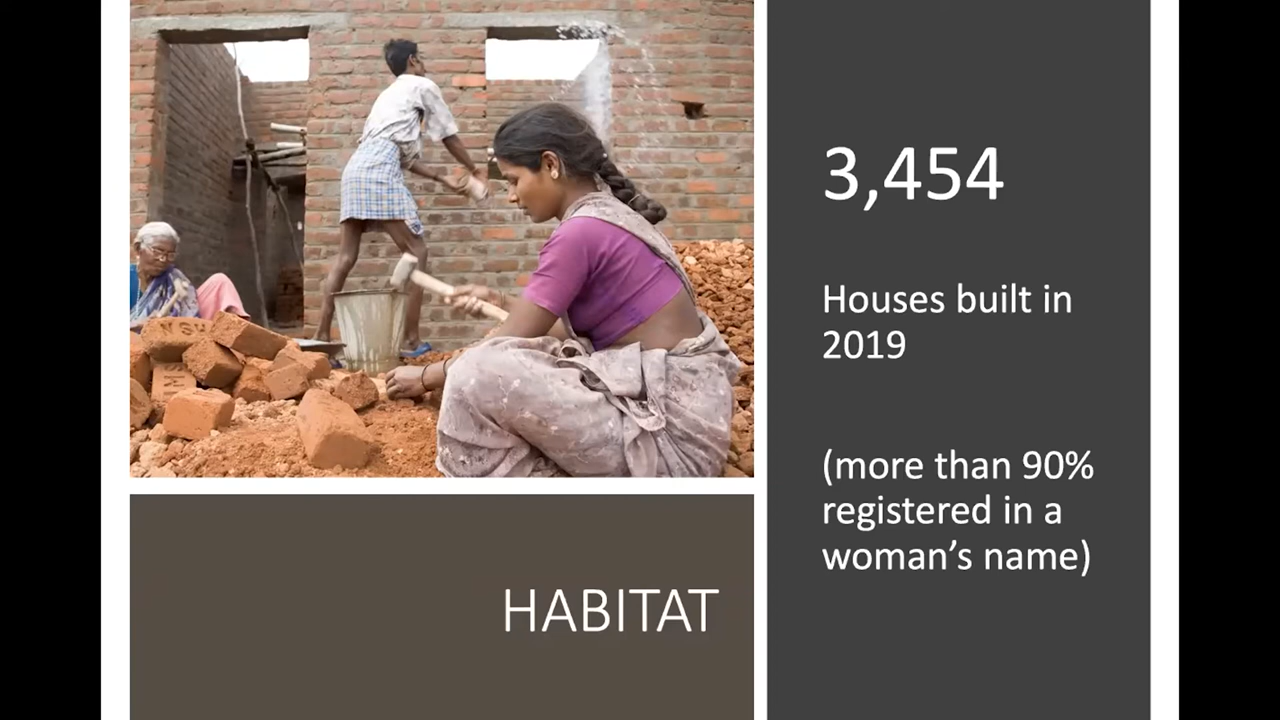 3,454
Houses built in
2019
(more than 90%
registered in a
woman's name)
HABITAT